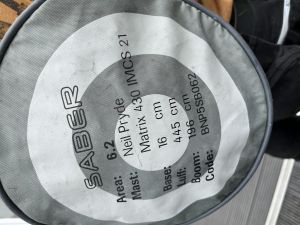 SABER
Area: 6.2
Mast: Neil Pryde
Matrix 430 IMCS 21
Base: 16 cm
Luff: 445 cm
Boom: 196 cm
Code: BNP5S6062